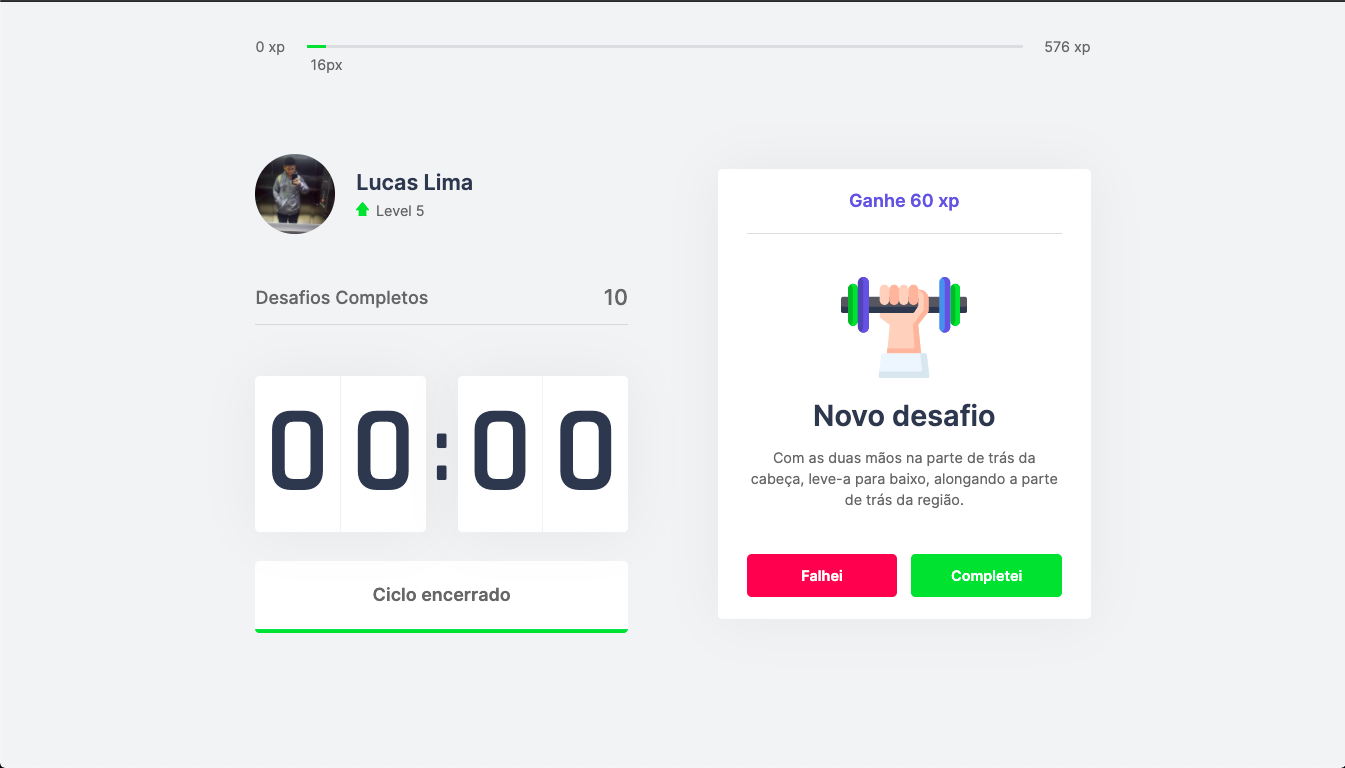 0 xp
576 xp
16px
Lucas Lima
Level 5
Desafios Completos
10
00:00
Ciclo encerrado
Ganhe 60 xp
Novo desafio
Com as duas mãos na parte de trás da
cabeça, leve-a para baixo, alongando a parte
de trás da região.
Falhei
Completei